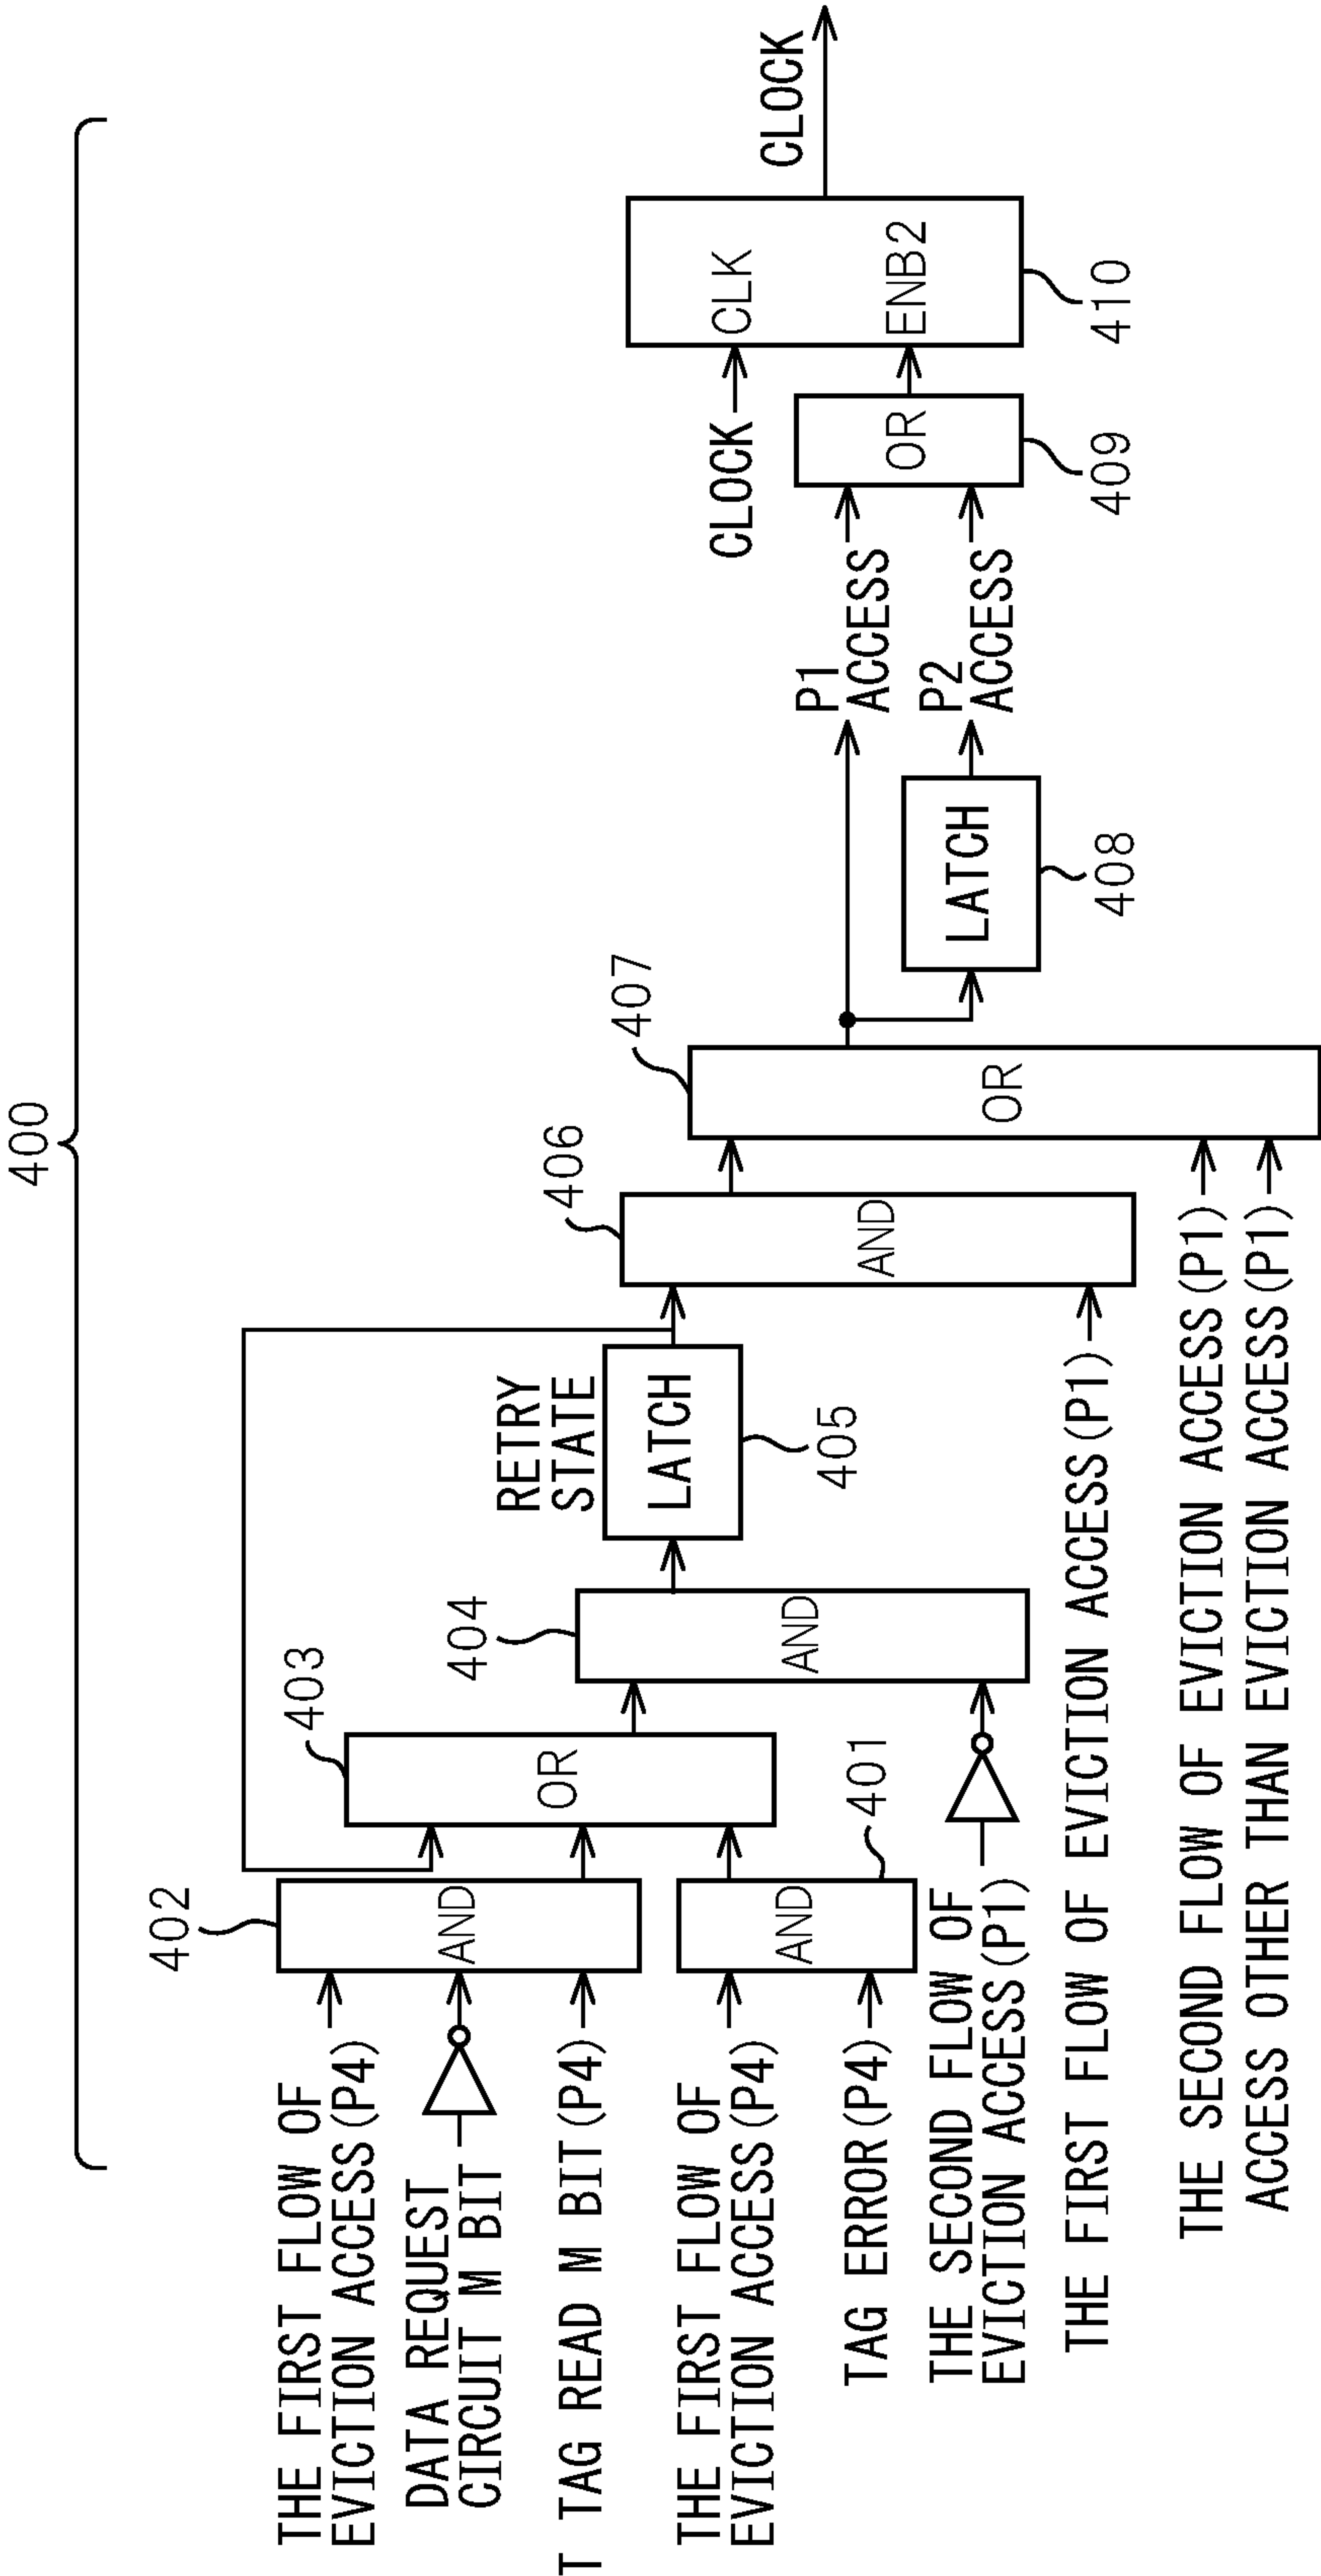 400
THE FIRST FLOW OF
EVICTION ACCESS(P4)
DATA REQUEST
CIRCUIT M BIT
T TAG READ M BIT(P4)
THE FIRST FLOW OF
EVICTION ACCESS(P4)
TAG ERROR(P4)
THE SECOND FLOW OF
EVICTION ACCESS(P1)
THE FIRST FLOW OF EVICTION ACCESS(P1)
THE SECOND FLOW OF EVICTION ACCESS(P1)
ACCESS OTHER THAN EVICTION ACCESS(P1)
402
AND
AND
401
403
OR
404
AND
RETRY
STATE
LATCH
405
406
AND
407
OR
LATCH
408
P1
ACCESS
P2
ACCESS
CLOCK
OR
409
CLK
ENB2
410
CLOCK